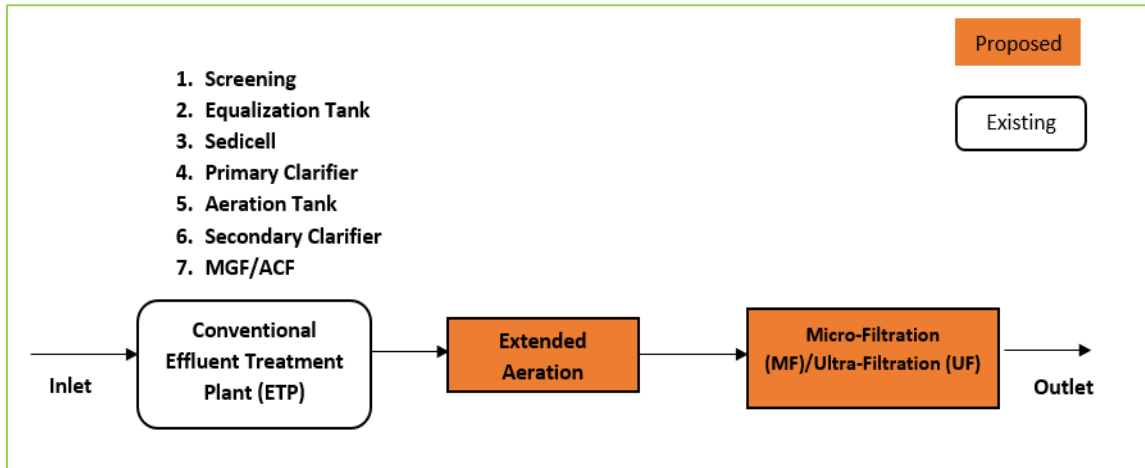 Proposed
Existing
1. Screening
2. Equalization Tank
3. Sedicell
4. Primary Clarifier
5. Aeration Tank
6. Secondary Clarifier
7. MGF/ACF
Inlet
Conventional
Effluent Treatment
Plant (ETP)
Extended
Aeration
Micro-Filtration
(MF)/Ultra-Filtration (UF)
Outlet